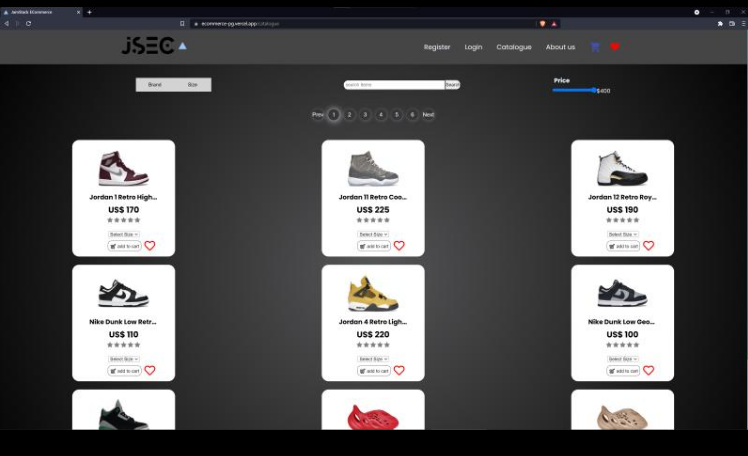 JamStack ECommerce
ecommerce-pg.vercel.app/catalogue
JSEC
Register Login Catalogue About us
Brand Size
Search Items Search
Price
$400
Prev 1 2 3 4 5 6 Next
Jordan 1 Retro High...
US$ 170
Select Size
add to cart
Jordan 11 Retro Coo...
US$ 225
Select Size
add to cart
Jordan 12 Retro Roy...
US$ 190
Select Size
add to cart
Nike Dunk Low Retr...
US$ 110
Select Size
add to cart
Jordan 4 Retro Ligh...
US$ 220
Select Size
add to cart
Nike Dunk Low Geo...
US$ 100
Select Size
add to cart